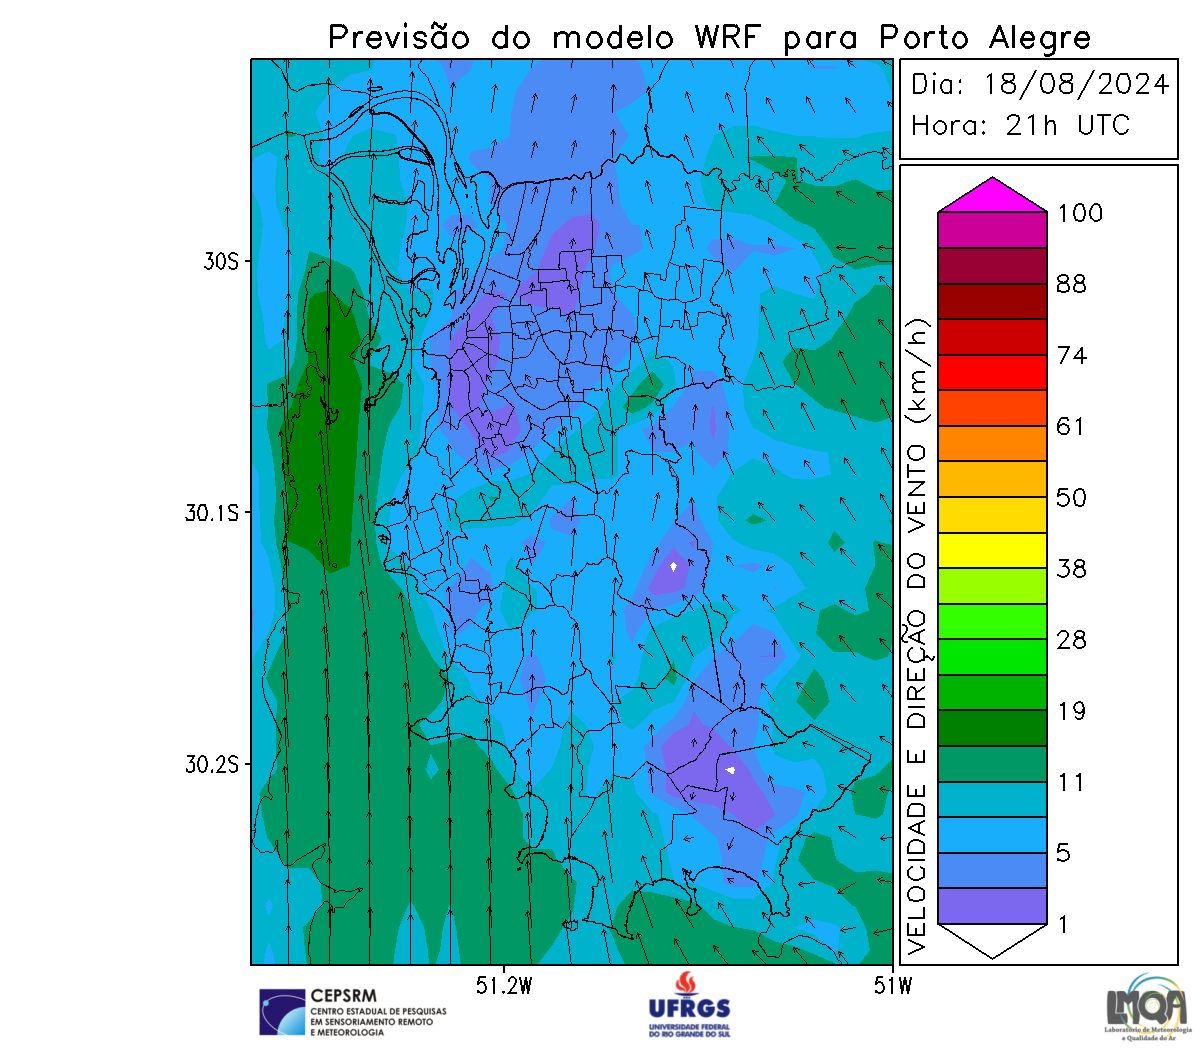 Previsão do modelo WRF para Porto Alegre
Dia: 18/08/2024
Hora: 21h UTC
100
88
74
61
50
38
28
19
11
5
1
VELOCIDADE E DIREÇÃO DO VENTO (km/h)
30S
30.1S
30.2S
51.2W
51W
CEPSRM
CENTRO ESTADUAL DE PESQUISAS
EM SENSORIAMENTO REMOTO
E METEOROLOGIA
UFRGS
UNIVERSIDADE FEDERAL
DO RIO GRANDE DO SUL
LMQA
Laboratório de Meteorologia
e Qualidade do Ar